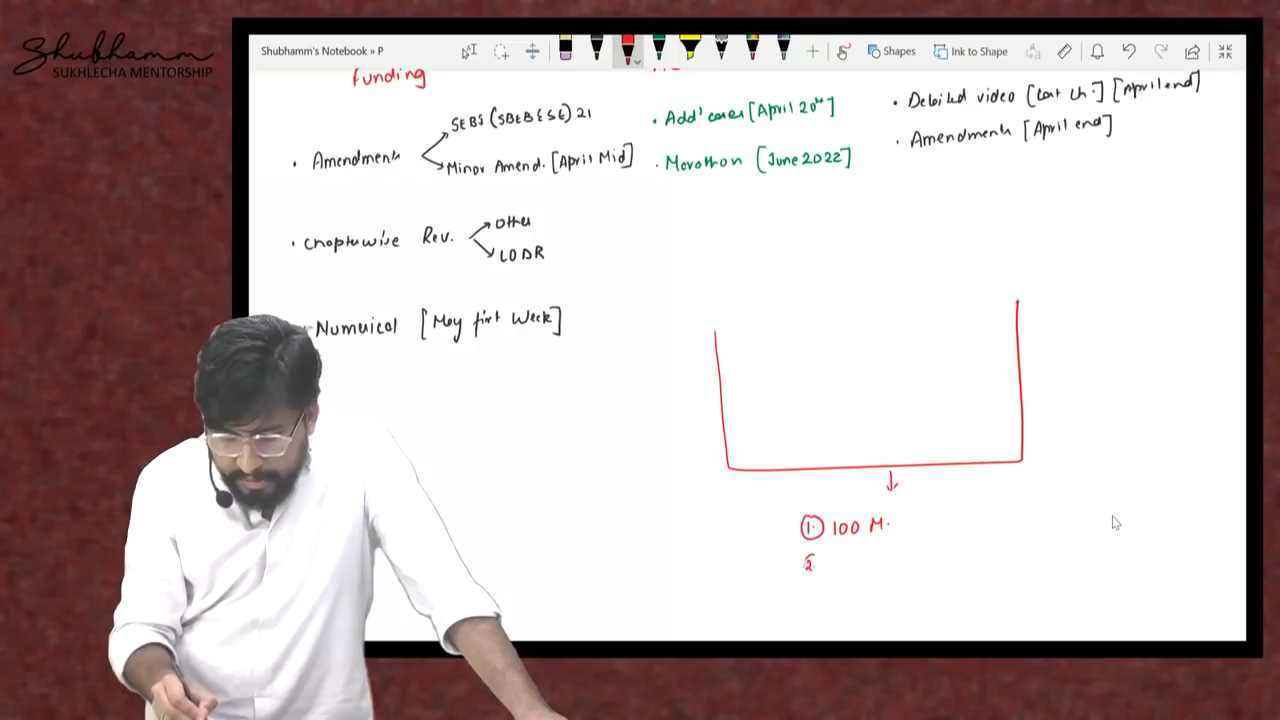 Shubhamm
SUKHLECHA MENTORSHIP
Shubhamm's Notebook » P
Shapes
Ink to Shape
funding
• Amendments
SEBS (SBEB & SE) 21
Minor Amend. [April Mid]
• Chapterwise Rev.
Other
LODR
• Numerical [May first Week]
• Add' cases [April 20th]
• Marathon [June 2022]
• Detailed video [Last Ch.] [April end]
• Amendments [April end]
1. 100 M.
2.